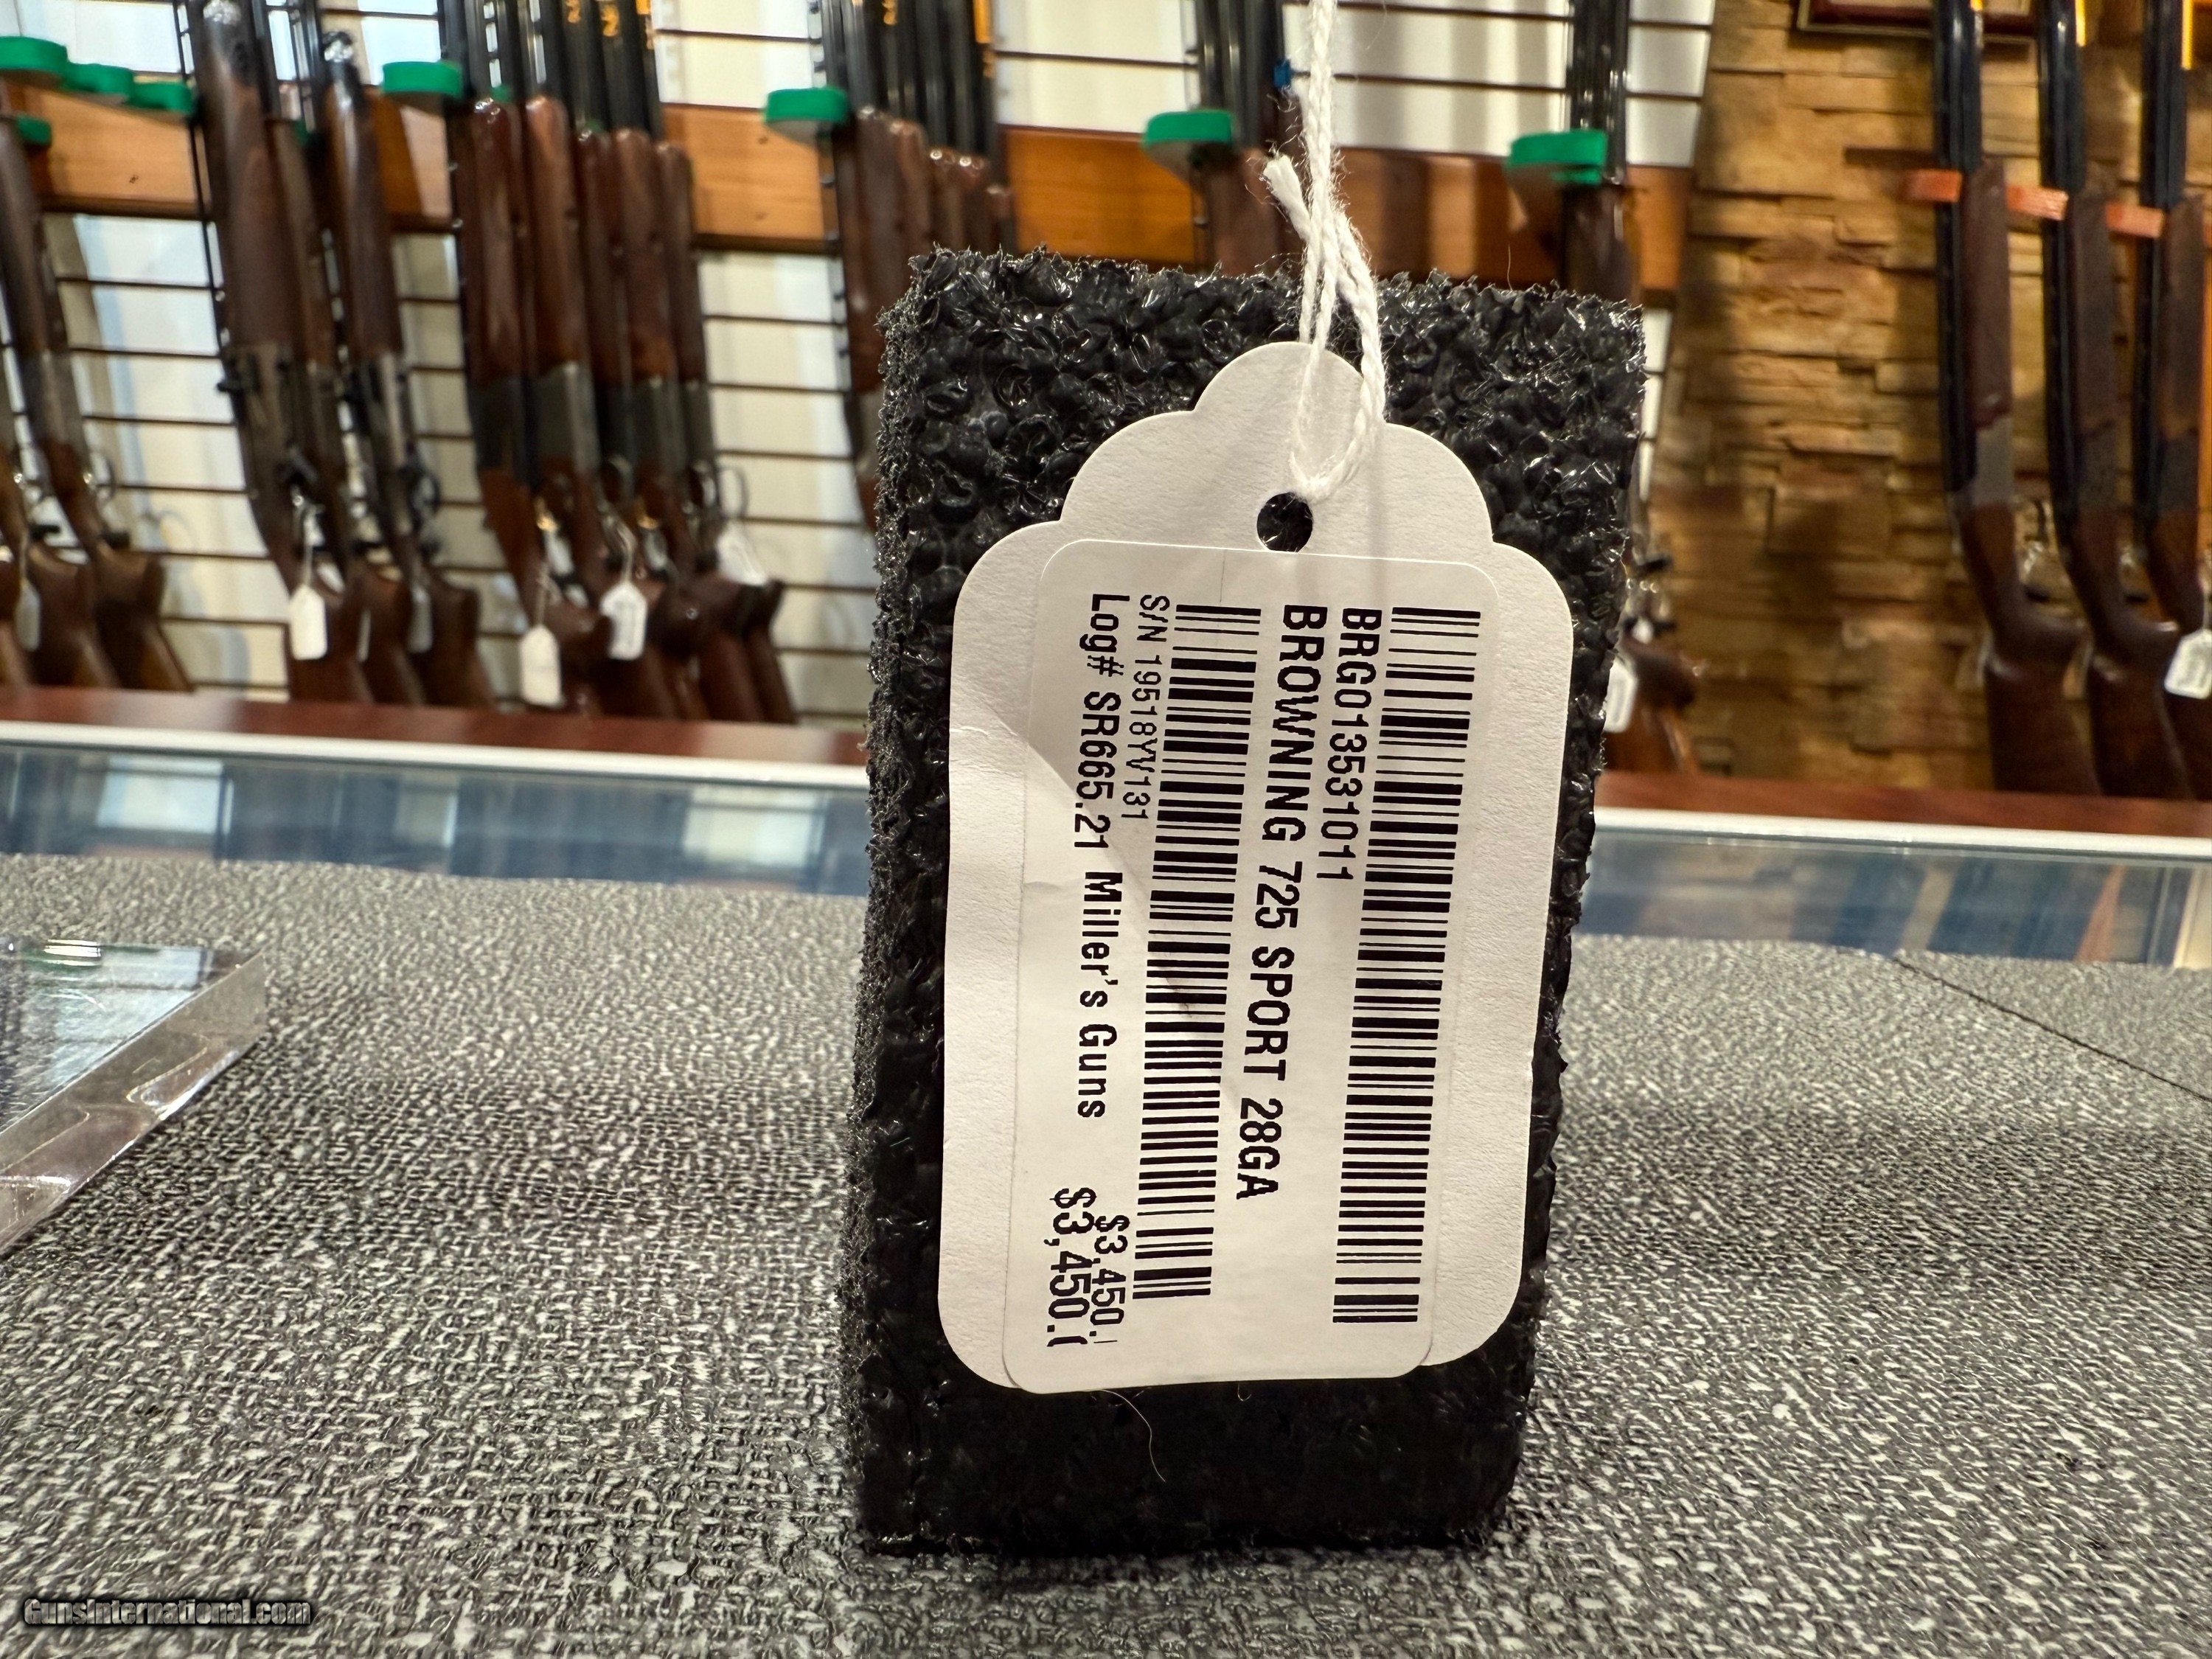 BRG013531011
BROWNING 725 SPORT 28GA
S/N 19518YV131
$3,450.
Log# SR665.21 Miller's Guns
$3,450.(
GunsInternational.com